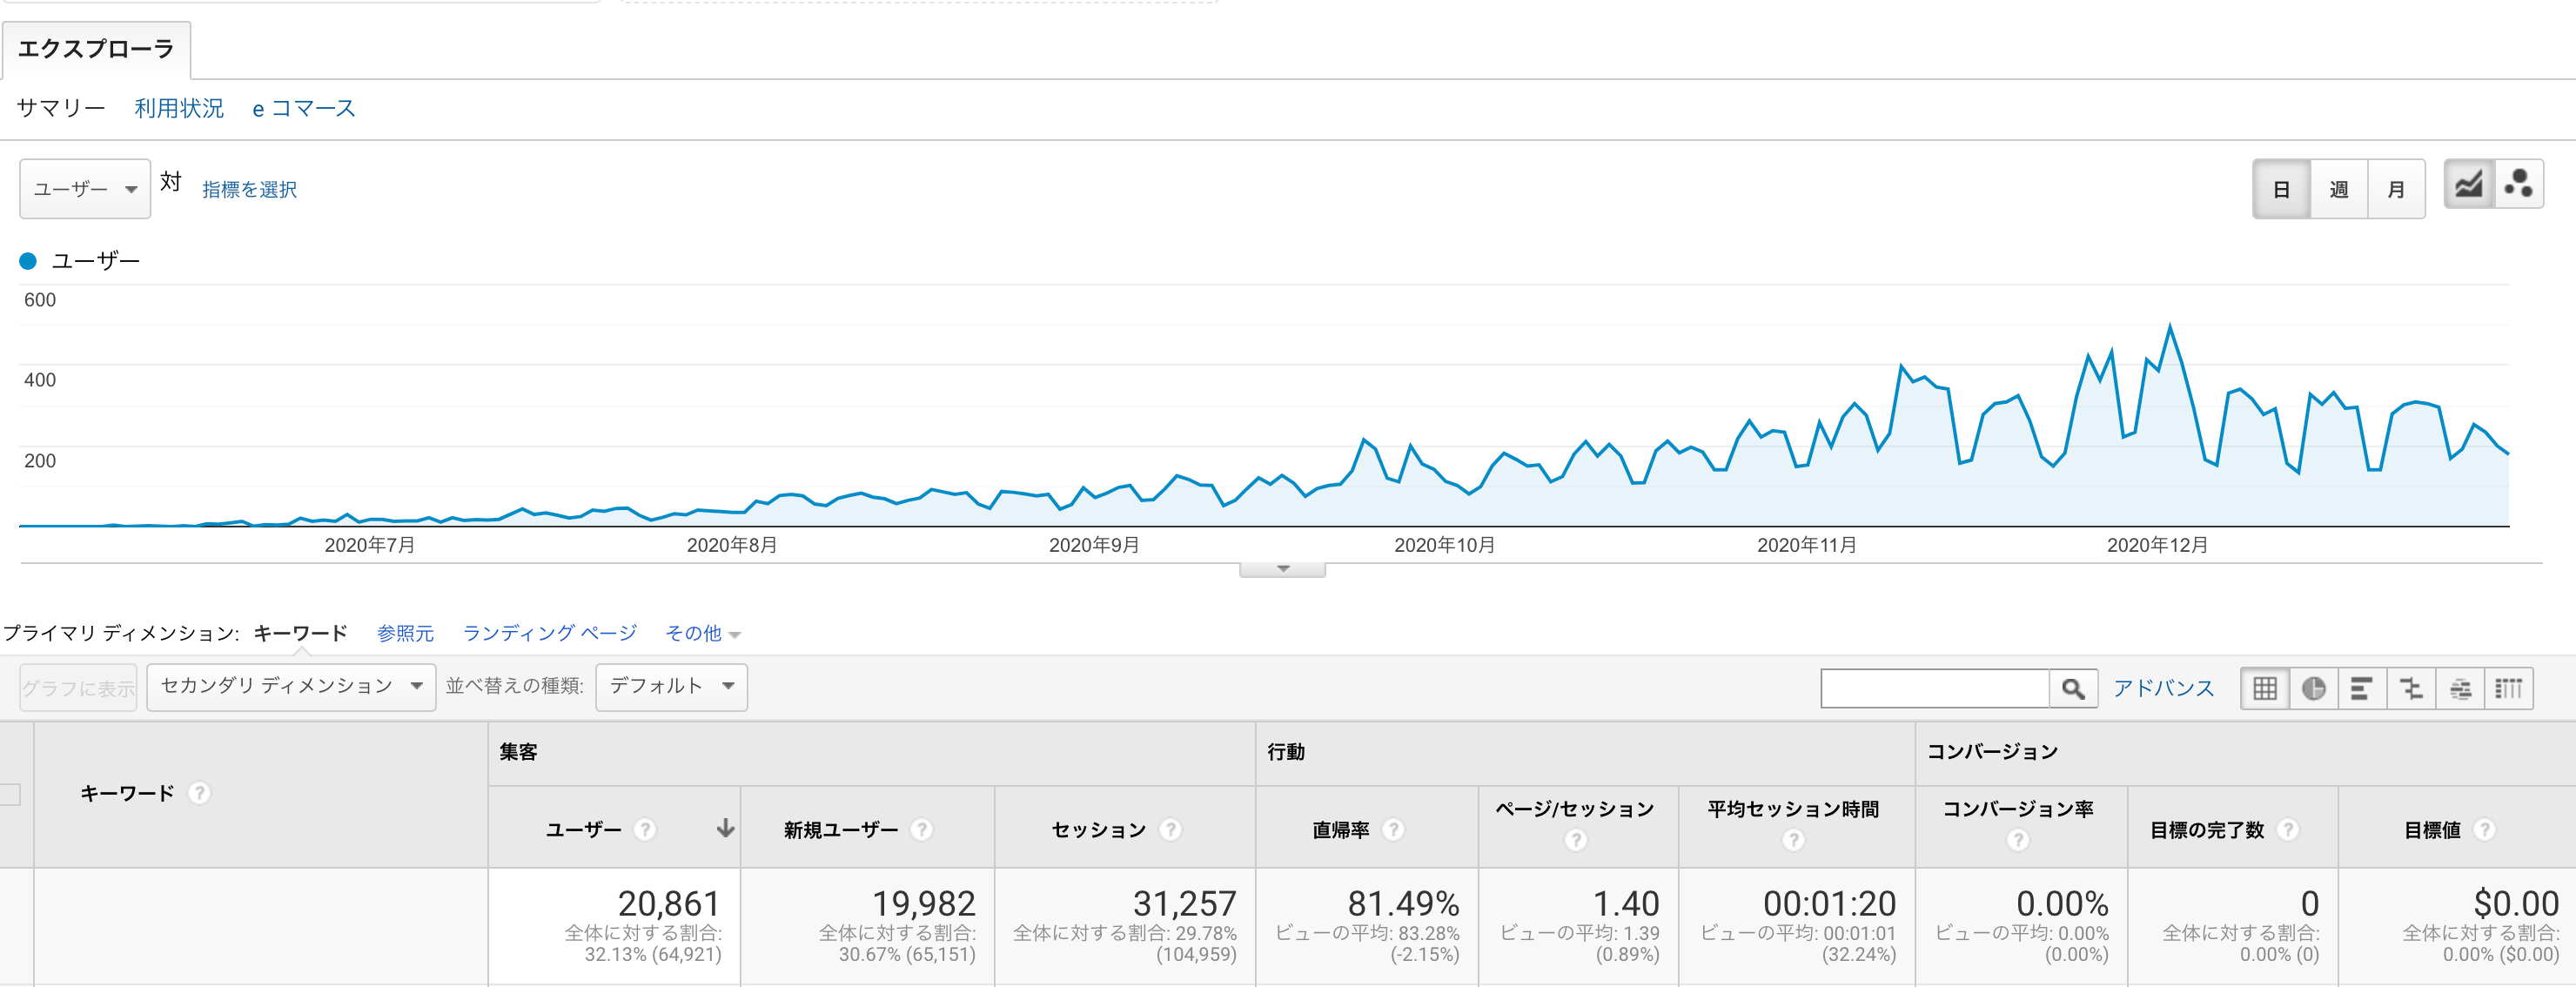 エクスプローラ
サマリー 利用状況 e コマース
ユーザー 対 指標を選択 日 週 月
ユーザー
600
400
200
2020年7月 2020年8月 2020年9月 2020年10月 2020年11月 2020年12月
プライマリ ディメンション: キーワード 参照元 ランディング ページ その他
グラフに表示 セカンダリ ディメンション 並べ替えの種類: デフォルト アドバンス
集客 行動 コンバージョン
キーワード ?
ユーザー ? 新規ユーザー ? セッション ? 直帰率 ? ページ/セッション ? 平均セッション時間 ? コンバージョン率 ? 目標の完了数 ? 目標値 ?
20,861 19,982 31,257 81.49% 1.40 00:01:20 0.00% 0 $0.00
全体に対する割合: 全体に対する割合: 全体に対する割合: 29.78% ビューの平均: 83.28% ビューの平均: 1.39 ビューの平均: 00:01:01 ビューの平均: 0.00% 全体に対する割合: 全体に対する割合:
32.13% (64,921) 30.67% (65,151) (104,959) (-2.15%) (0.89%) (32.24%) (0.00%) 0.00% (0) 0.00% ($0.00)